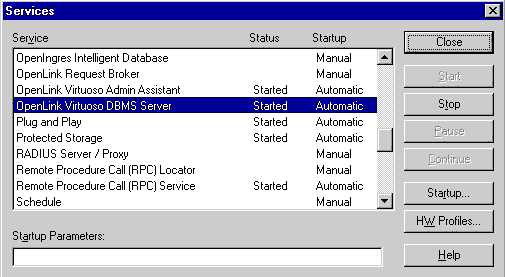 Services
Service Status Startup
OpenIngres Intelligent Database Manual
OpenLink Request Broker Manual
OpenLink Virtuoso Admin Assistant Started Automatic
OpenLink Virtuoso DBMS Server Started Automatic
Plug and Play Started Automatic
Protected Storage Started Automatic
RADIUS Server / Proxy Manual
Remote Procedure Call (RPC) Locator Manual
Remote Procedure Call (RPC) Service Started Automatic
Schedule Manual
Startup Parameters:
Close
Start
Stop
Pause
Continue
Startup...
HW Profiles...
Help